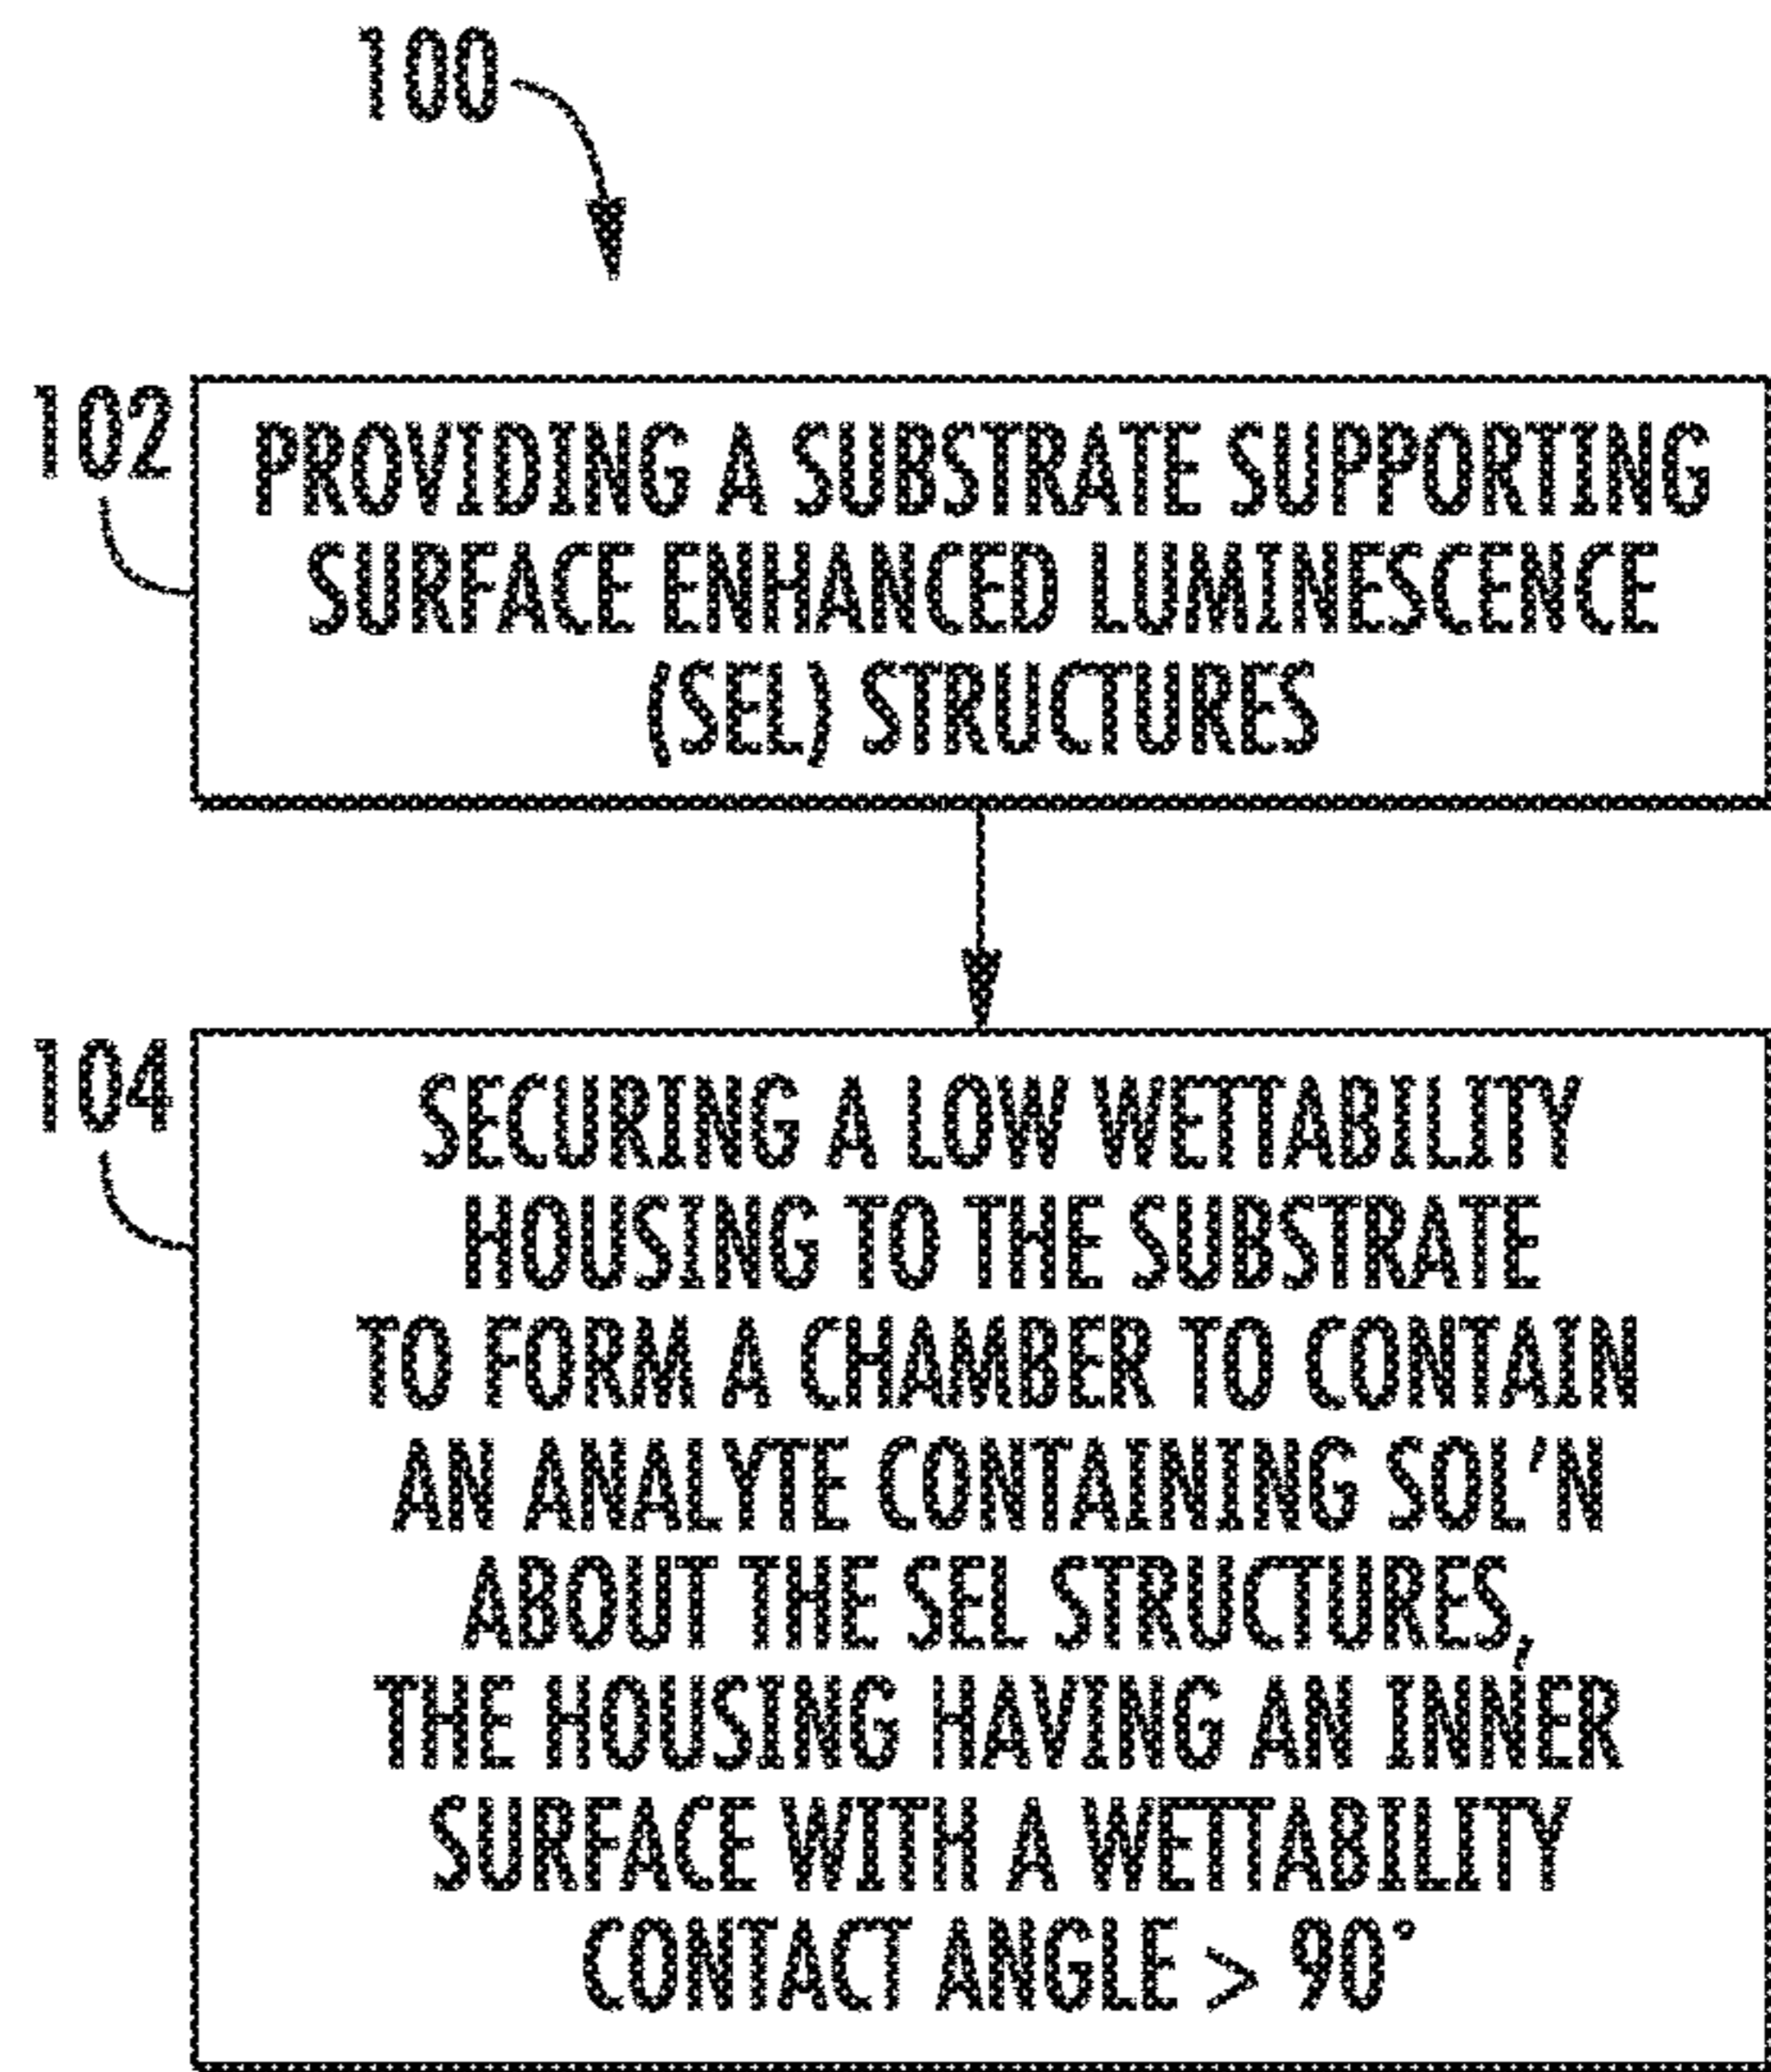 100
102
PROVIDING A SUBSTRATE SUPPORTING
SURFACE ENHANCED LUMINESCENCE
(SEL) STRUCTURES
104
SECURING A LOW WETTABILITY
HOUSING TO THE SUBSTRATE
TO FORM A CHAMBER TO CONTAIN
AN ANALYTE CONTAINING SOL'N
ABOUT THE SEL STRUCTURES,
THE HOUSING HAVING AN INNER
SURFACE WITH A WETTABILITY
CONTACT ANGLE > 90°